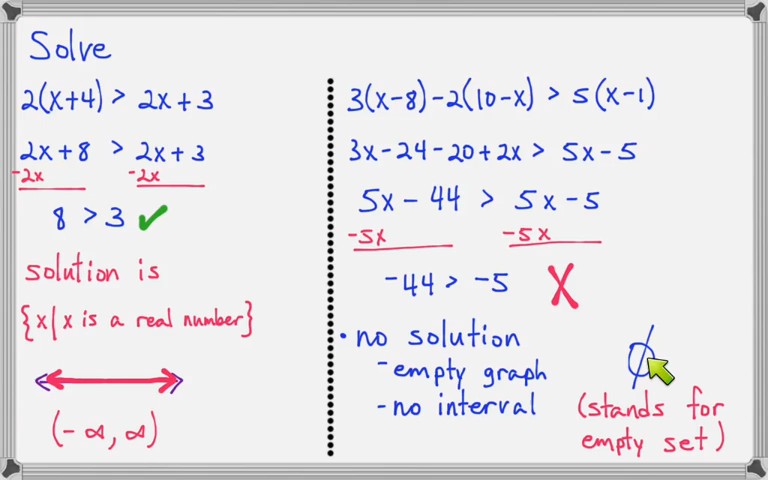 Solve
2(x+4) > 2x+3
2x+8 > 2x+3
-2x -2x
8 > 3 ✓
solution is
{x|x is a real number}
(-∞, ∞)
3(x-8)-2(10-x) > 5(x-1)
3x-24-20+2x > 5x-5
5x-44 > 5x-5
-5x -5x
-44 > -5 X
• no solution
- empty graph
- no interval
∅
(stands for
empty set)